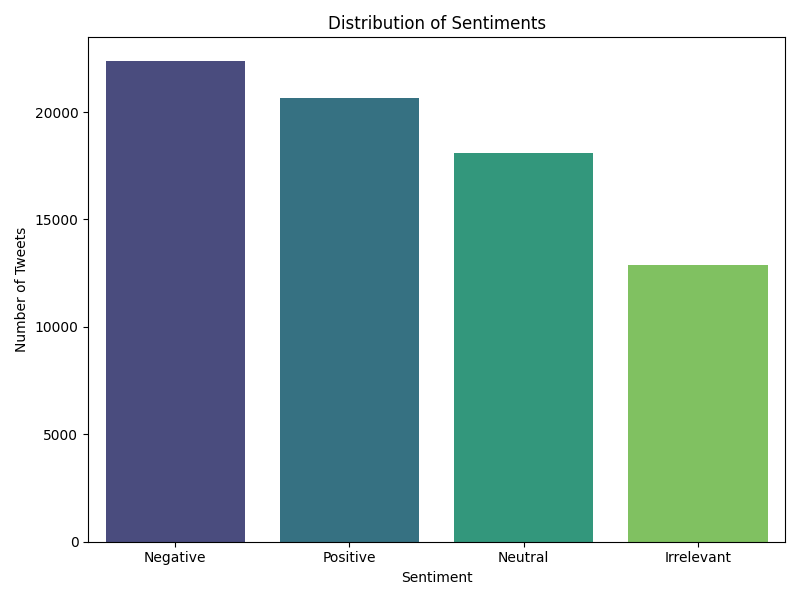 Distribution of Sentiments
Number of Tweets
20000
15000
10000
5000
0
Negative Positive Neutral Irrelevant
Sentiment